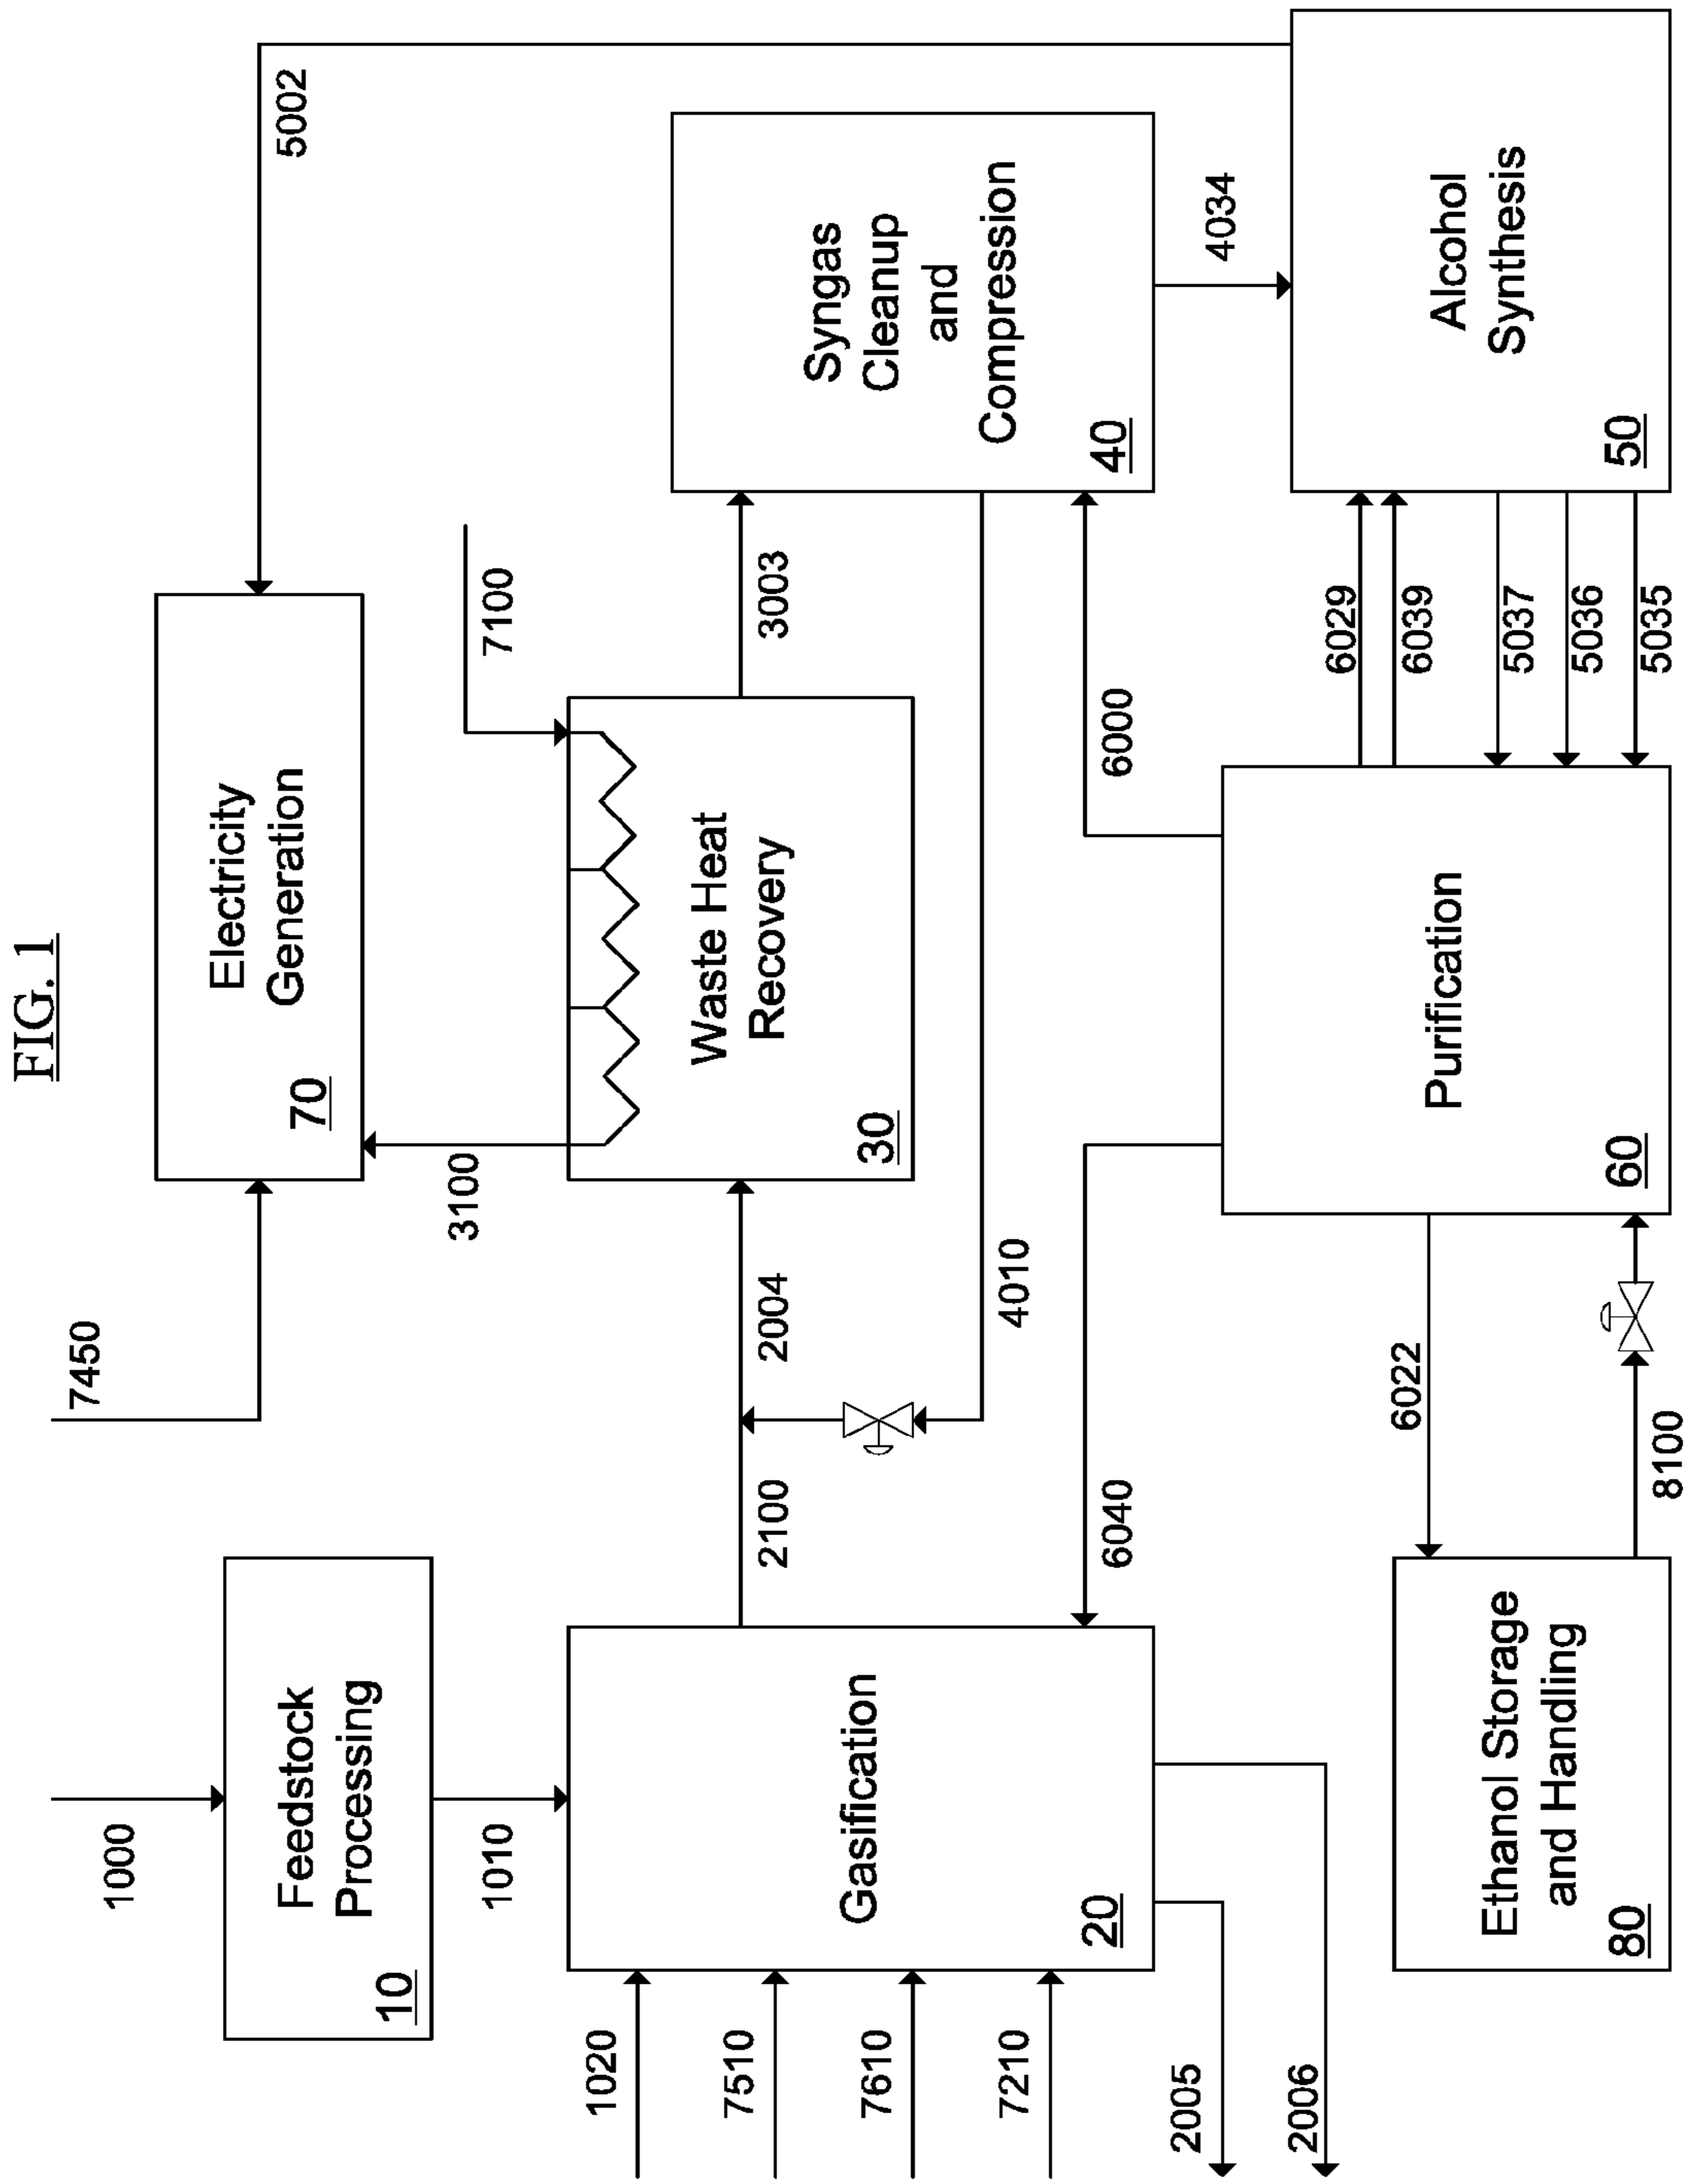 FIG. 1
1000
Feedstock
Processing
10
1010
1020
7510
7610
7210
Gasification
20
2005
2006
2100
2004
4010
6040
7450
Electricity
Generation
70
5002
3100
7100
Waste Heat
Recovery
30
3003
Syngas
Cleanup
and
Compression
40
6000
4034
Alcohol
Synthesis
50
6029
6039
5037
5036
5035
Purification
60
6022
8100
Ethanol Storage
and Handling
80